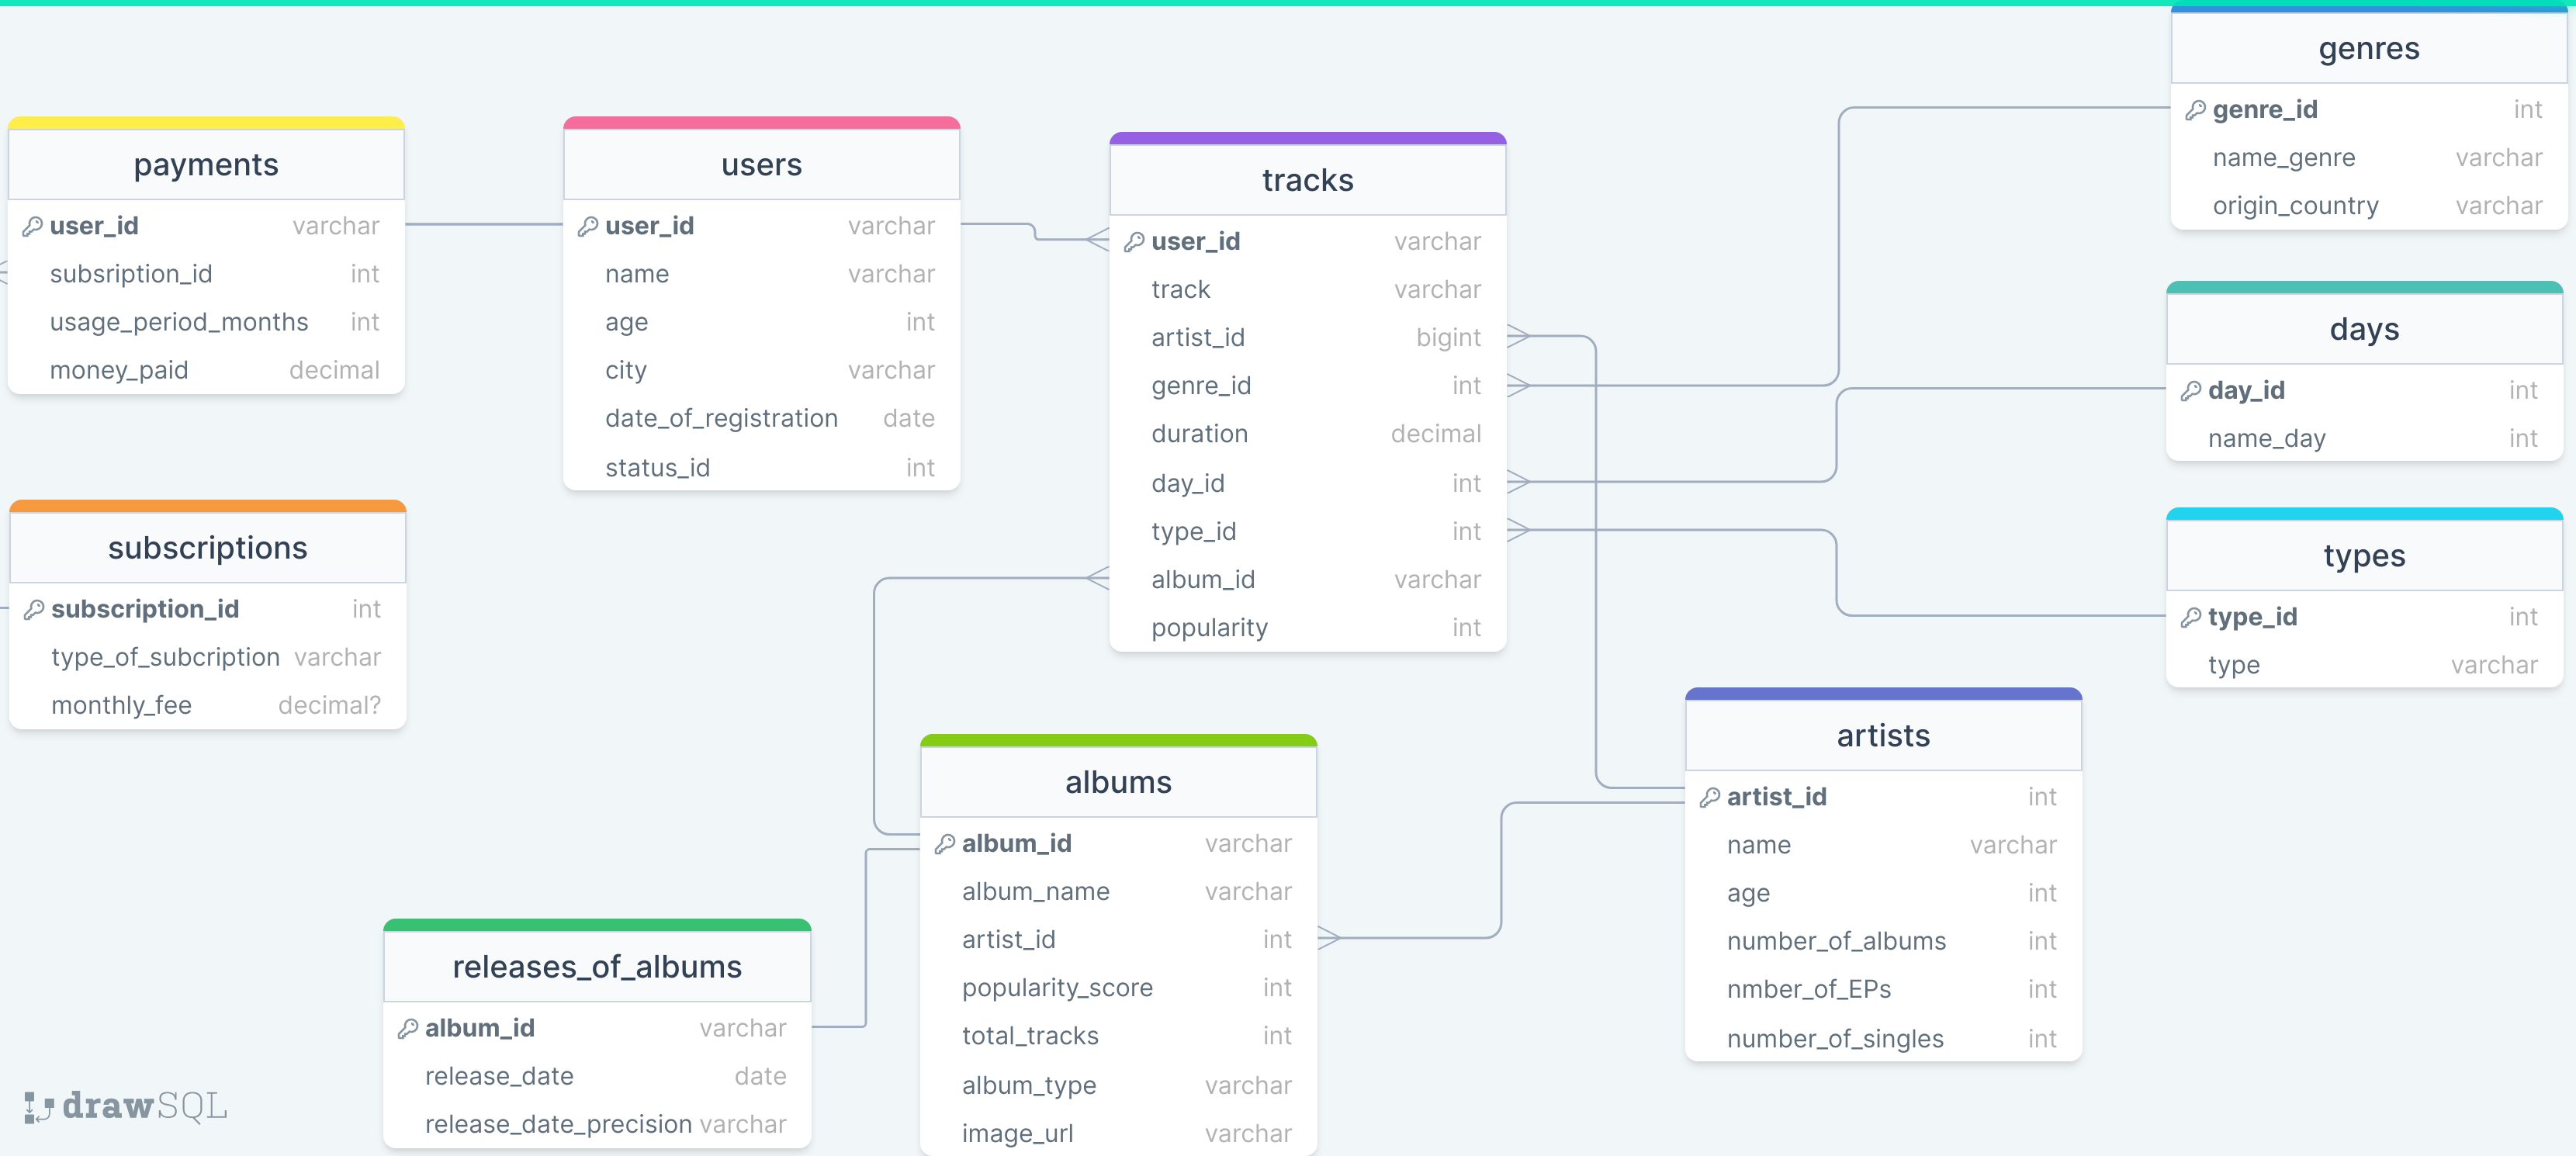 payments
user_id varchar
subsription_id int
usage_period_months int
money_paid decimal
users
user_id varchar
name varchar
age int
city varchar
date_of_registration date
status_id int
tracks
user_id varchar
track varchar
artist_id bigint
genre_id int
duration decimal
day_id int
type_id int
album_id varchar
popularity int
genres
genre_id int
name_genre varchar
origin_country varchar
days
day_id int
name_day int
types
type_id int
type varchar
subscriptions
subscription_id int
type_of_subcription varchar
monthly_fee decimal?
albums
album_id varchar
album_name varchar
artist_id int
popularity_score int
total_tracks int
album_type varchar
image_url varchar
artists
artist_id int
name varchar
age int
number_of_albums int
nmber_of_EPs int
number_of_singles int
releases_of_albums
album_id varchar
release_date date
release_date_precision varchar
drawSQL